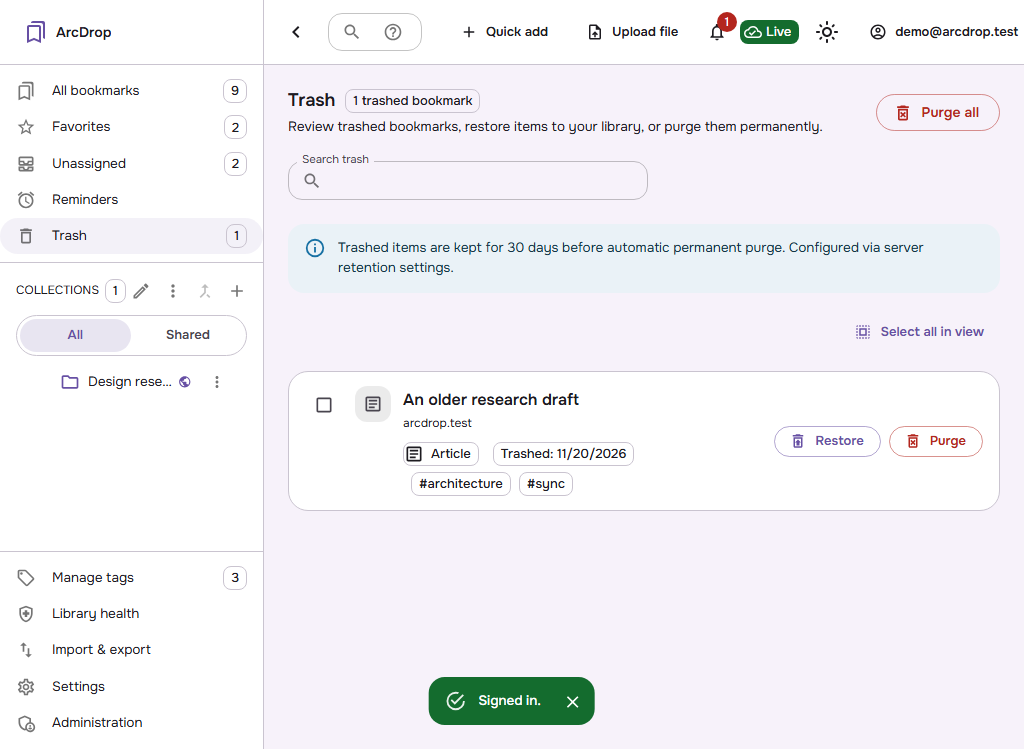 ArcDrop
Quick add
Upload file
1
Live
demo@arcdrop.test
All bookmarks 9
Favorites 2
Unassigned 2
Reminders
Trash 1
COLLECTIONS 1
All Shared
Design rese...
Manage tags 3
Library health
Import & export
Settings
Administration
Trash 1 trashed bookmark
Review trashed bookmarks, restore items to your library, or purge them permanently.
Purge all
Search trash
Trashed items are kept for 30 days before automatic permanent purge. Configured via server
retention settings.
Select all in view
An older research draft
arcdrop.test
Article Trashed: 11/20/2026
#architecture #sync
Restore Purge
Signed in.